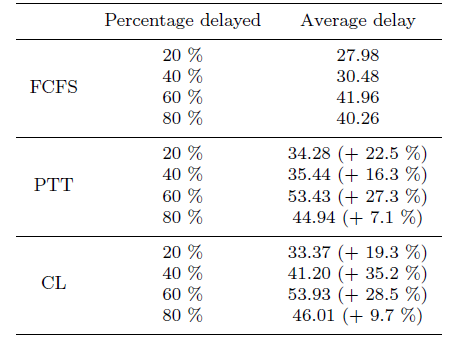 Percentage delayed Average delay
20 % 27.98
40 % 30.48
FCFS
60 % 41.96
80 % 40.26
20 % 34.28 (+ 22.5 %)
40 % 35.44 (+ 16.3 %)
PTT
60 % 53.43 (+ 27.3 %)
80 % 44.94 (+ 7.1 %)
20 % 33.37 (+ 19.3 %)
40 % 41.20 (+ 35.2 %)
CL
60 % 53.93 (+ 28.5 %)
80 % 46.01 (+ 9.7 %)